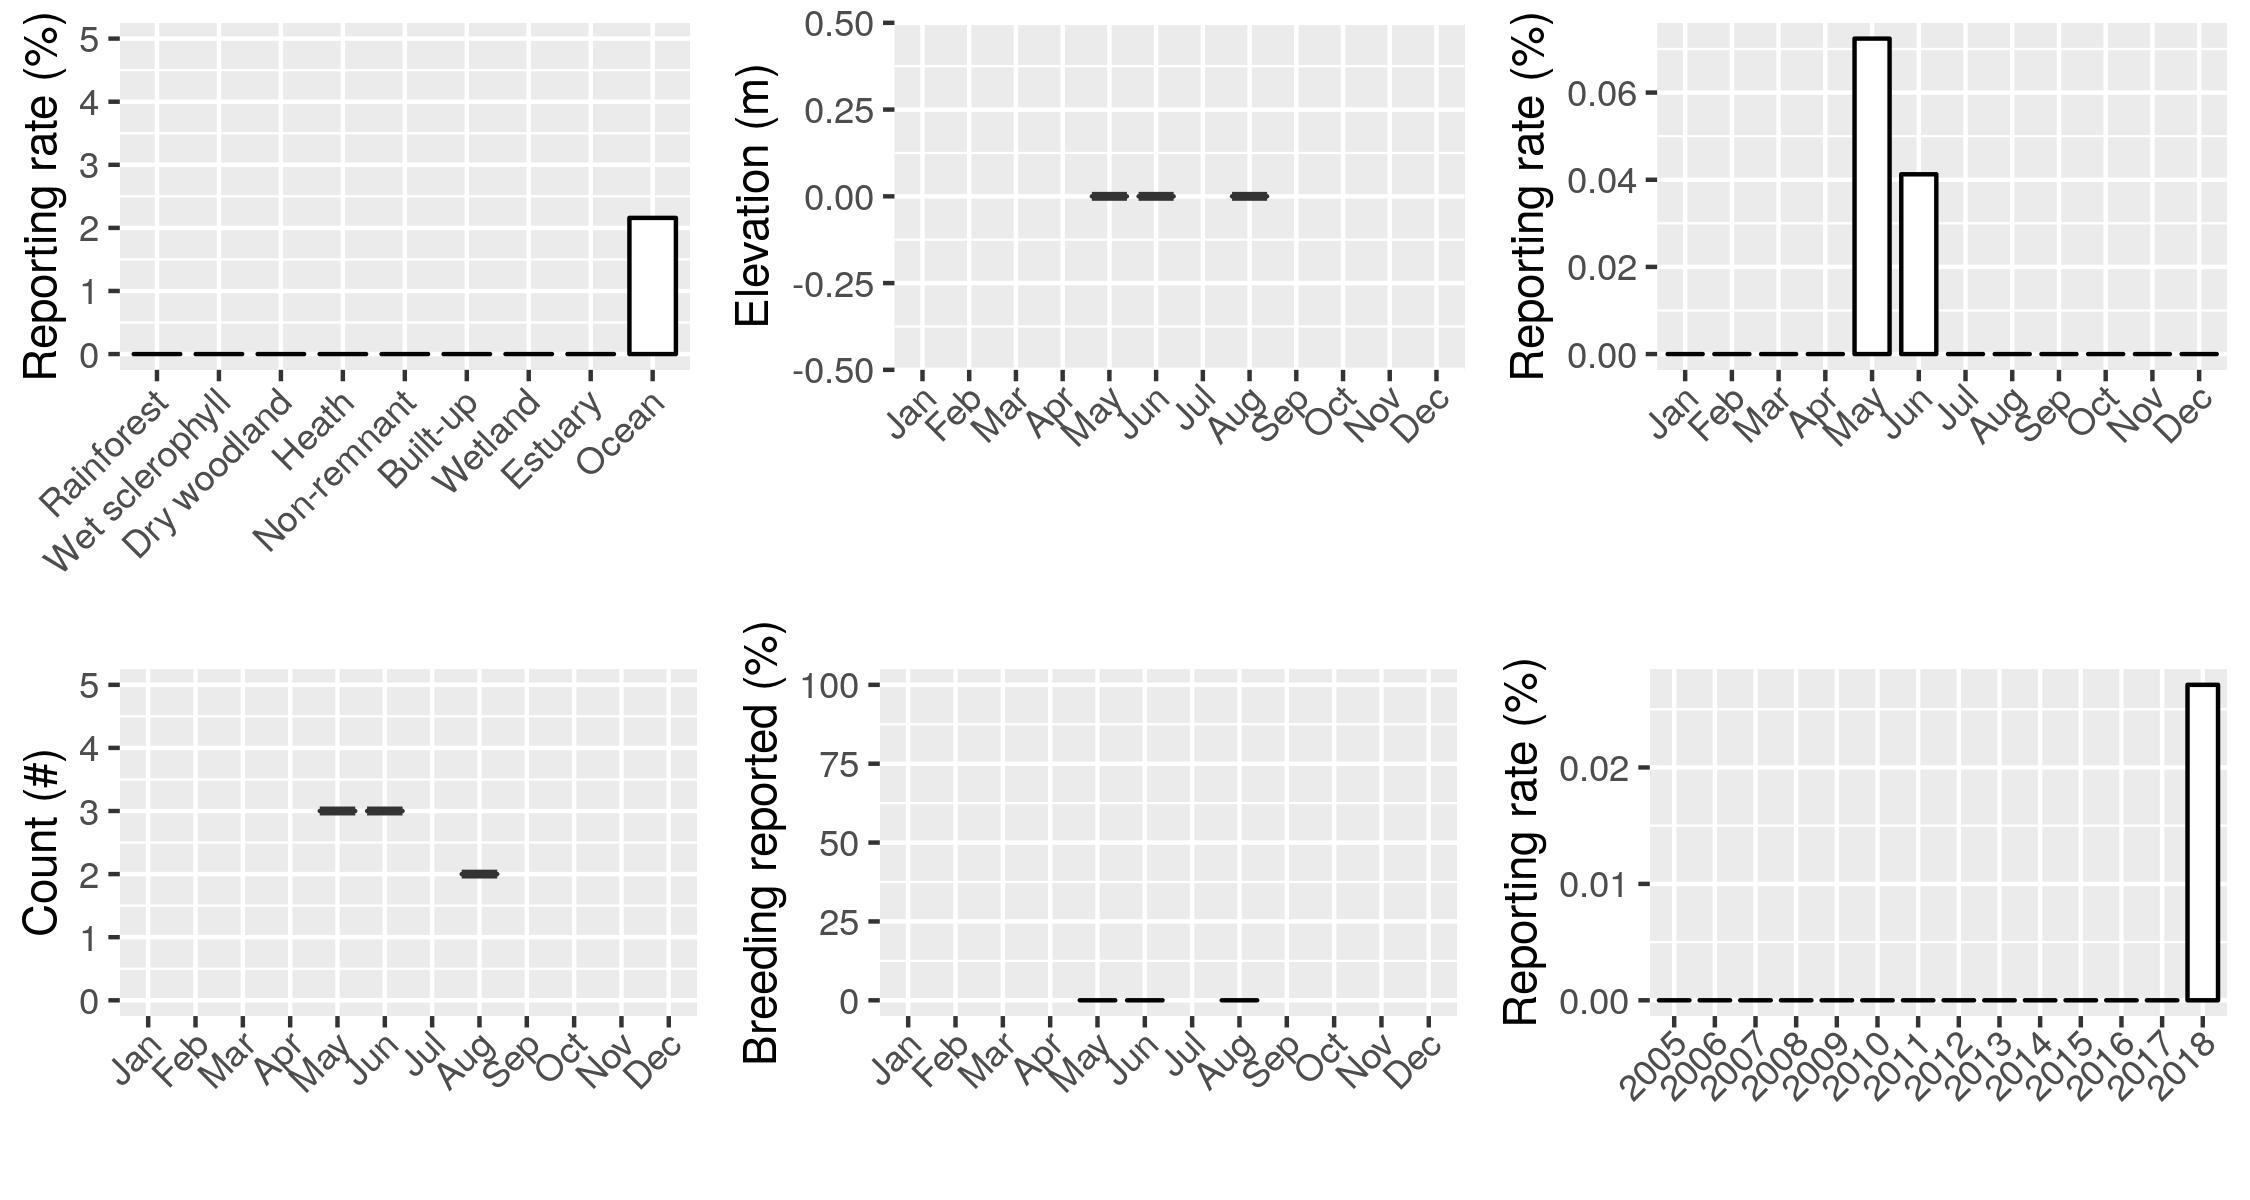 Reporting rate (%)
5
4
3
2
1
0
Rainforest
Wet sclerophyll
Dry woodland
Heath
Non-remnant
Built-up
Wetland
Estuary
Ocean
Elevation (m)
0.50
0.25
0.00
-0.25
-0.50
Jan
Feb
Mar
Apr
May
Jun
Jul
Aug
Sep
Oct
Nov
Dec
Reporting rate (%)
0.06
0.04
0.02
0.00
Jan
Feb
Mar
Apr
May
Jun
Jul
Aug
Sep
Oct
Nov
Dec
Count (#)
5
4
3
2
1
0
Jan
Feb
Mar
Apr
May
Jun
Jul
Aug
Sep
Oct
Nov
Dec
Breeding reported (%)
100
75
50
25
0
Jan
Feb
Mar
Apr
May
Jun
Jul
Aug
Sep
Oct
Nov
Dec
Reporting rate (%)
0.02
0.01
0.00
2005
2006
2007
2008
2009
2010
2011
2012
2013
2014
2015
2016
2017
2018